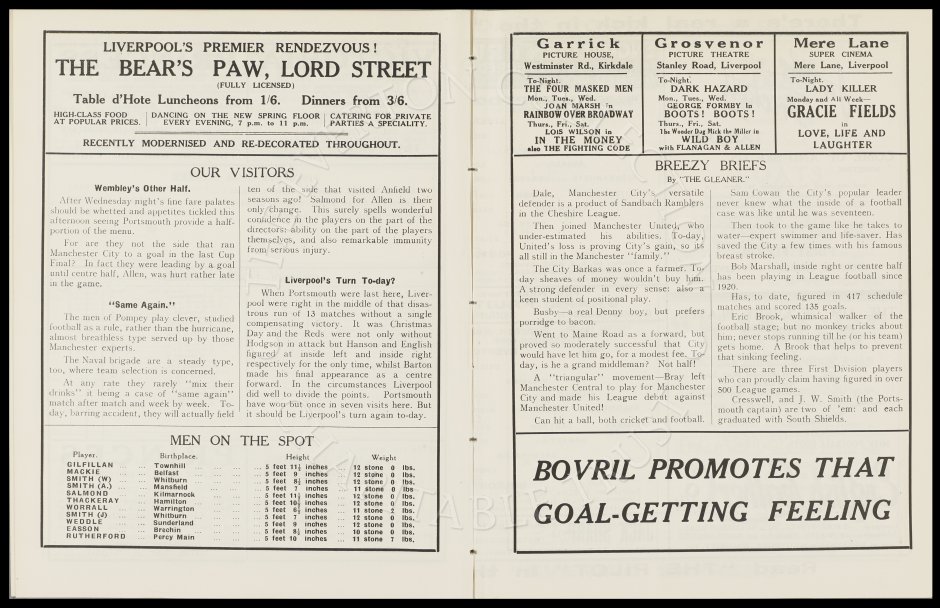 LIVERPOOL'S PREMIER RENDEZVOUS!
THE BEAR'S PAW, LORD STREET
(FULLY LICENSED)
Table d'Hote Luncheons from 1/6. Dinners from 3/6.
HIGH-CLASS FOOD
AT POPULAR PRICES.
DANCING ON THE NEW SPRING FLOOR
EVERY EVENING, 7 p.m. to 11 p.m.
CATERING FOR PRIVATE
PARTIES A SPECIALITY.
RECENTLY MODERNISED AND RE-DECORATED THROUGHOUT.
OUR VISITORS
Wembley's Other Half.
After Wednesday night's fine fare palates
should be whetted and appetites tickled this
afternoon seeing Portsmouth provide a half-
portion of the menu.
For are they not the side that ran
Manchester City to a goal in the last Cup
Final? In fact they were leading by a goal
until centre half, Allen, was hurt rather late
in the game.
"Same Again."
The men of Pompey play clever, studied
football as a rule, rather than the hurricane,
almost breathless type served up by those
Manchester experts.
The Naval brigade are a steady type,
too, where team selection is concerned.
At any rate they rarely "mix their
drinks" it being a case of "same again"
match after match week by week. To-
day, barring accident, they will actually field
ten of the side that visited Anfield two
seasons ago! Salmond for Allen is their
only change. This surely spells wonderful
confidence in the players on the part of the
directors: ability on the part of the players
themselves, and also remarkable immunity
from serious injury.
Liverpool's Turn To-day?
When Portsmouth were last here, Liver-
pool were right in the middle of that disas-
trous run of 13 matches without a single
compensating victory. It was Christmas
Day and the Reds were not only without
Hodgson in attack but Hanson and English
figured at inside left and inside right
respectively for the only time, whilst Barton
made his final appearance as a centre
forward. In the circumstances Liverpool
did well to divide the points. Portsmouth
have won but once in seven visits here. But
it should be Liverpool's turn again to-day.
MEN ON THE SPOT
Player. Birthplace. Height Weight
GILFILLAN ... ... Townhill ... ... ... ... 5 feet 11½ inches ... 12 stone 0 lbs.
MACKIE ... ... Belfast ... ... ... ... 5 feet 9 inches ... 12 stone 0 lbs.
SMITH (W) ... ... Whitburn ... ... ... ... 5 feet 8½ inches ... 12 stone 0 lbs.
SMITH (A.) ... ... Mansfield ... ... ... ... 5 feet 7 inches ... 11 stone 0 lbs.
SALMOND ... ... Kilmarnook ... ... ... ... 5 feet 11½ inches ... 12 stone 0 lbs.
THACKERAY ... ... Hamilton ... ... ... ... 5 feet 10½ inches ... 12 stone 0 lbs.
WORRALL ... ... Warrington ... ... ... ... 5 feet 6½ inches ... 11 stone 2 lbs.
SMITH (J) ... ... Whitburn ... ... ... ... 5 feet 7 inches ... 12 stone 0 lbs.
WEDDLE ... ... Sunderland ... ... ... ... 5 feet 9 inches ... 12 stone 0 lbs.
EASSON ... ... Brechin ... ... ... ... 5 feet 8½ inches ... 10 stone 0 lbs.
RUTHERFORD ... ... Percy Main ... ... ... ... 5 feet 10 inches ... 11 stone 7 lbs.
Garrick
PICTURE HOUSE,
Westminster Rd., Kirkdale
To-Night.
THE FOUR MASKED MEN
Mon., Tues., Wed.
JOAN MARSH in
RAINBOW OVER BROADWAY
Thurs., Fri., Sat.
LOIS WILSON in
IN THE MONEY
also THE FIGHTING CODE
Grosvenor
PICTURE THEATRE
Stanley Road, Liverpool
To-Night.
DARK HAZARD
Mon., Tues., Wed.
GEORGE FORMBY in
BOOTS! BOOTS!
Thurs., Fri., Sat.
The Wonder Dog Mick the Miller in
WILD BOY
with FLANAGAN & ALLEN
Mere Lane
SUPER CINEMA
Mere Lane, Liverpool
To-Night.
LADY KILLER
Monday and All Week—
GRACIE FIELDS
in
LOVE, LIFE AND
LAUGHTER
BREEZY BRIEFS
By "THE GLEANER."
Dale, Manchester City's versatile
defender is a product of Sandbach Ramblers
in the Cheshire League.
Then joined Manchester United, who
under-estimated his abilities. To-day,
United's loss is proving City's gain, so its
all still in the Manchester "family."
The City Barkas was once a farmer. To-
day sheaves of money wouldn't buy him.
A strong defender in every sense: also a
keen student of positional play.
Busby—a real Denny boy, but prefers
porridge to bacon.
Went to Maine Road as a forward, but
proved so moderately successful that City
would have let him go, for a modest fee. To-
day, is he a grand middleman? Not half!
A "triangular" movement—Bray left
Manchester Central to play for Manchester
City and made his League debut against
Manchester United!
Can hit a ball, both cricket and football.
Sam Cowan the City's popular leader
never knew what the inside of a football
case was like until he was seventeen.
Then took to the game like he takes to
water—expert swimmer and life-saver. Has
saved the City a few times with his famous
breast stroke.
Bob Marshall, inside right or centre half
has been playing in League football since
1920.
Has, to date, figured in 417 schedule
matches and scored 135 goals.
Eric Brook, whimsical walker of the
football stage; but no monkey tricks about
him; never stops running till he (or his team)
gets home. A Brook that helps to prevent
that sinking feeling.
There are three First Division players
who can proudly claim having figured in over
500 League games.
Cresswell, and J. W. Smith (the Ports-
mouth captain) are two of 'em: and each
graduated with South Shields.
BOVRIL PROMOTES THAT
GOAL-GETTING FEELING